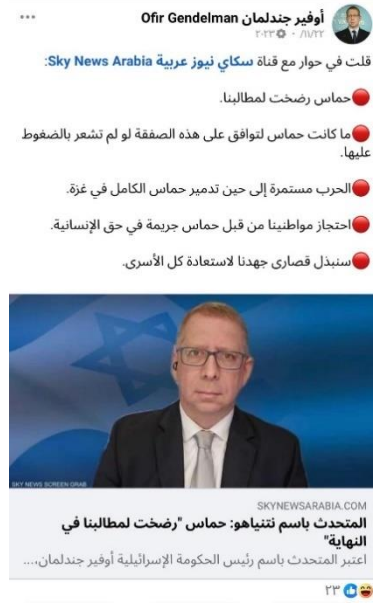 أوفير جندلمان Ofir Gendelman
١١/٢٢/٢٠٢٣ ·
قلت في حوار مع قناة سكاي نيوز عربية Sky News Arabia:
🔴حماس رضخت لمطالبنا.
🔴ما كانت حماس لتوافق على هذه الصفقة لو لم تشعر بالضغوط
عليها.
🔴الحرب مستمرة إلى حين تدمير حماس الكامل في غزة.
🔴احتجاز مواطنينا من قبل حماس جريمة في حق الإنسانية.
🔴سنبذل قصارى جهدنا لاستعادة كل الأسرى.
SKY NEWS SCREEN GRAB
SKYNEWSARABIA.COM
المتحدث باسم نتنياهو: حماس "رضخت لمطالبنا في
النهاية"
اعتبر المتحدث باسم رئيس الحكومة الإسرائيلية أوفير جندلمان،...
٢٣